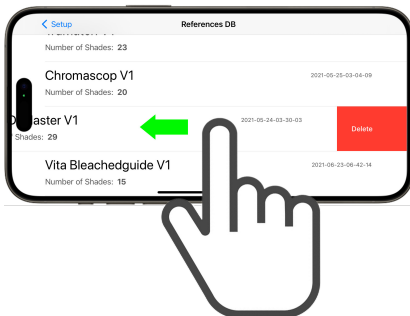 Setup
References DB
Number of Shades: 23
Chromascop V1
2021-05-25-03-04-09
Number of Shades: 20
aster V1
2021-05-24-03-30-03
Delete
Shades: 29
Vita Bleachedguide V1
2021-06-23-06-42-14
Number of Shades: 15